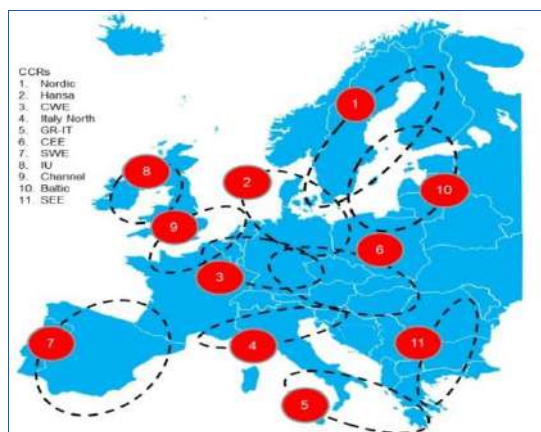 CCRs
1. Nordic
2. Hansa
3. CWE
4. Italy North
5. GR-IT
6. CEE
7. SWE
8. IU
9. Channel
10. Baltic
11. SEE
1
8
2
10
9
6
3
7
4
11
5